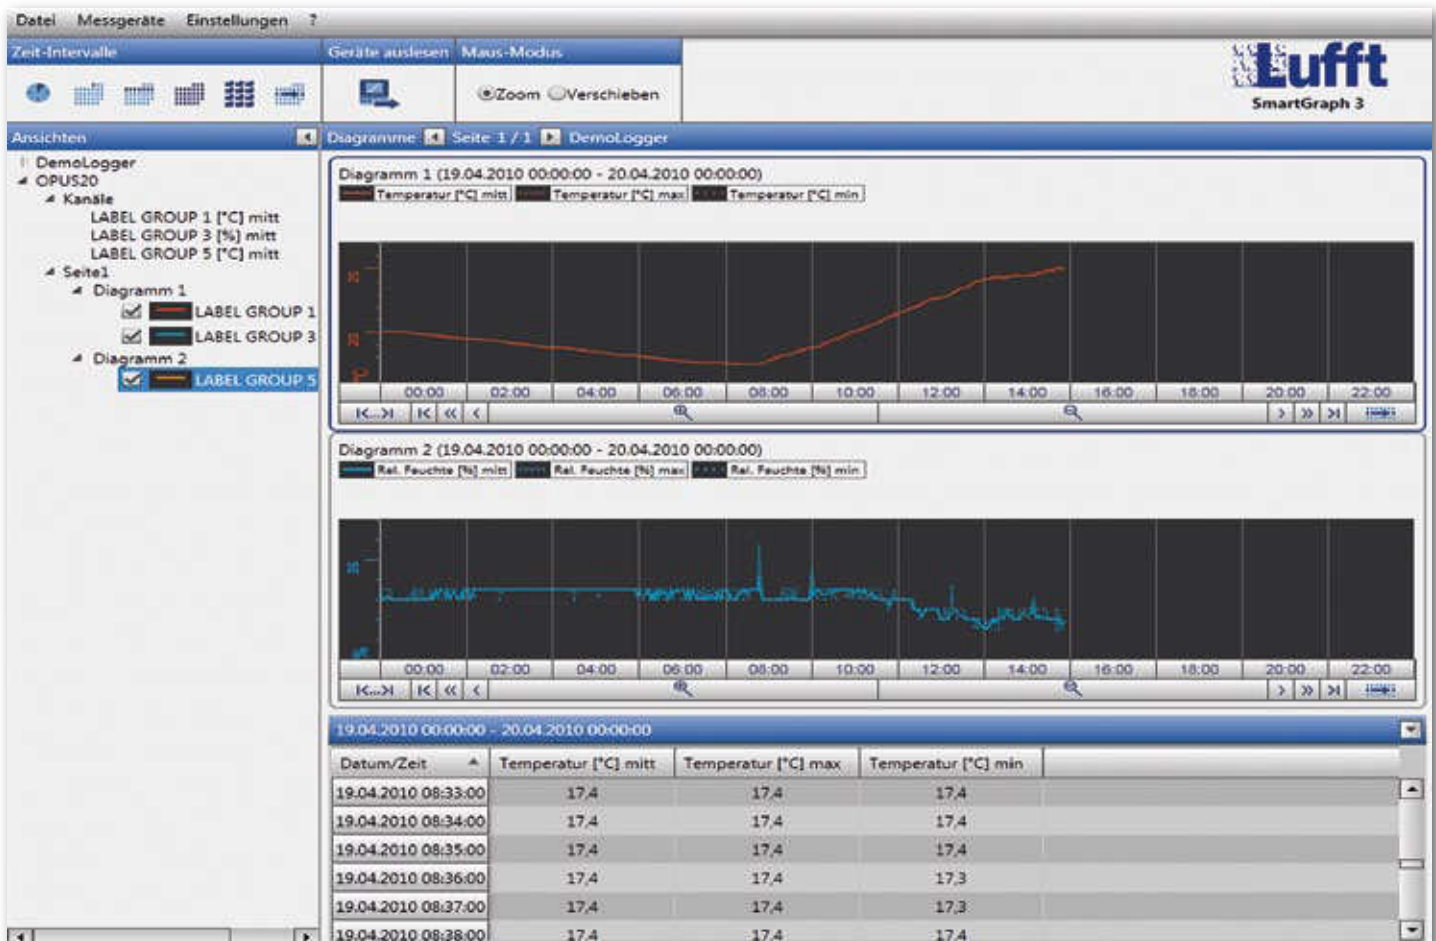 Datei Messgeräte Einstellungen ?
Zeit-Intervalle
Geräte auslesen
Maus-Modus
Zoom Verschieben
Lufft
SmartGraph 3
Ansichten
DemoLogger
OPUS20
Kanäle
LABEL GROUP 1 [°C] mitt
LABEL GROUP 3 [%] mitt
LABEL GROUP 5 [°C] mitt
Seite1
Diagramm 1
LABEL GROUP 1
LABEL GROUP 3
Diagramm 2
LABEL GROUP 5
Diagramme Seite 1 / 1 DemoLogger
Diagramm 1 (19.04.2010 00:00:00 - 20.04.2010 00:00:00)
Temperatur [°C] mitt Temperatur [°C] max Temperatur [°C] min
20
°C
00:00 02:00 04:00 06:00 08:00 10:00 12:00 14:00 16:00 18:00 20:00 22:00
Diagramm 2 (19.04.2010 00:00:00 - 20.04.2010 00:00:00)
Rel. Feuchte [%] mitt Rel. Feuchte [%] max Rel. Feuchte [%] min
00:00 02:00 04:00 06:00 08:00 10:00 12:00 14:00 16:00 18:00 20:00 22:00
19.04.2010 00:00:00 - 20.04.2010 00:00:00
Datum/Zeit Temperatur [°C] mitt Temperatur [°C] max Temperatur [°C] min
19.04.2010 08:33:00 17,4 17,4 17,4
19.04.2010 08:34:00 17,4 17,4 17,4
19.04.2010 08:35:00 17,4 17,4 17,4
19.04.2010 08:36:00 17,4 17,4 17,3
19.04.2010 08:37:00 17,4 17,4 17,3
19.04.2010 08:38:00 17,4 17,4 17,4